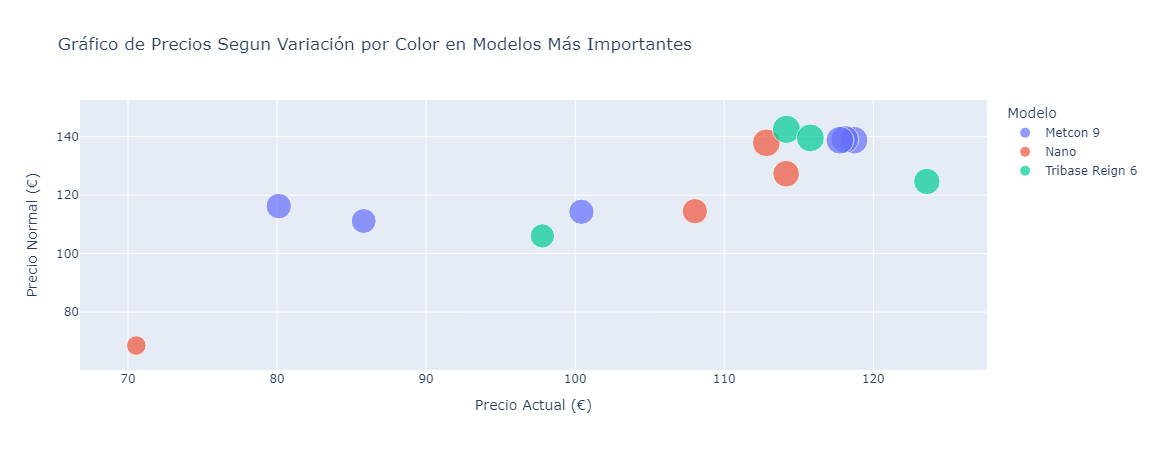 Gráfico de Precios Segun Variación por Color en Modelos Más Importantes
Modelo
Metcon 9
Nano
Tribase Reign 6
Precio Normal (€)
140
120
100
80
70
80
90
100
110
120
Precio Actual (€)